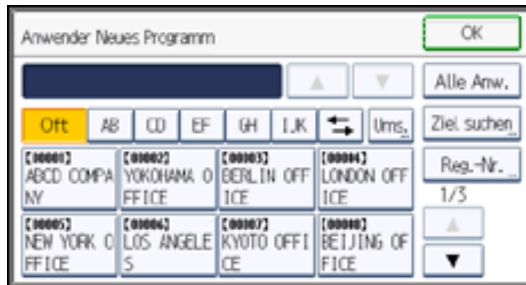 Anwender Neues Programm
OK
Alle Anw.
Oft AB CD EF GH IJK Ums.
Ziel suchen
[00001] [00002] [00003] [00004]
ABCD COMPA YOKOHAMA O BERLIN OFF LONDON OFF
NY FFICE ICE ICE
Reg.-Nr.
1/3
[00005] [00006] [00007] [00008]
NEW YORK O LOS ANGELE KYOTO OFFI BEIJING OF
FFICE S CE FICE